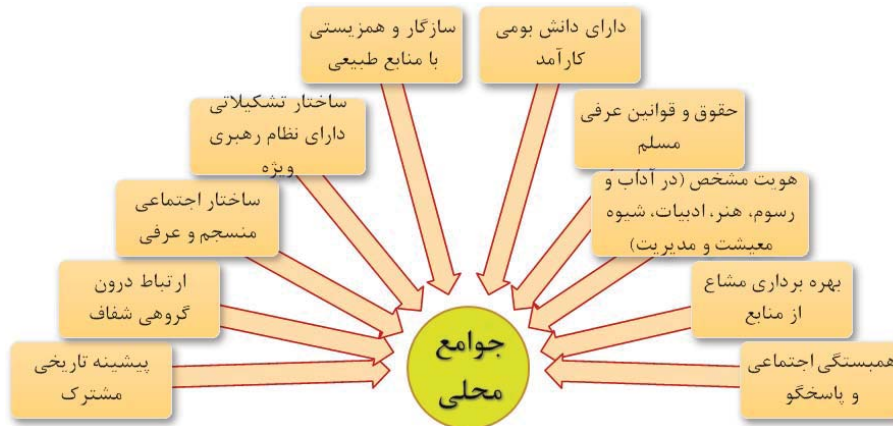 دارای دانش بومی
کارآمد
حقوق و قوانین عرفی
مسلم
هویت مشخص (در آداب و
رسوم، هنر، ادبیات، شیوه
معیشت و مدیریت)
بهره برداری مشاع
از منابع
همبستگی اجتماعی
و پاسخگو
سازگار و همزیستی
با منابع طبیعی
ساختار تشکیلاتی
دارای نظام رهبری
ویژه
ساختار اجتماعی
منسجم و عرفی
ارتباط درون
گروهی شفاف
پیشینه تاریخی
مشترک
جوامع
محلی